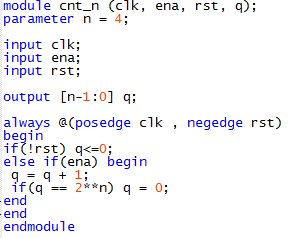 module cnt_n (clk, ena, rst, q);
parameter n = 4;
input clk;
input ena;
input rst;
output [n-1:0] q;
always @(posedge clk , negedge rst)
begin
if(!rst) q<=0;
else if(ena) begin
q = q + 1;
if(q == 2**n) q = 0;
end
end
endmodule